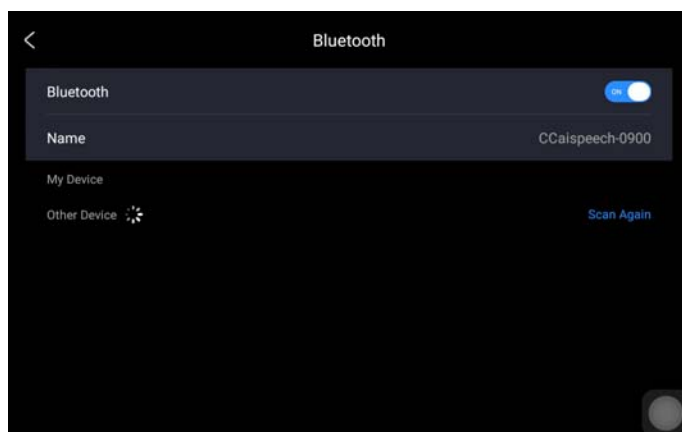 Bluetooth
Bluetooth ON
Name CCaispeech-0900
My Device
Other Device Scan Again